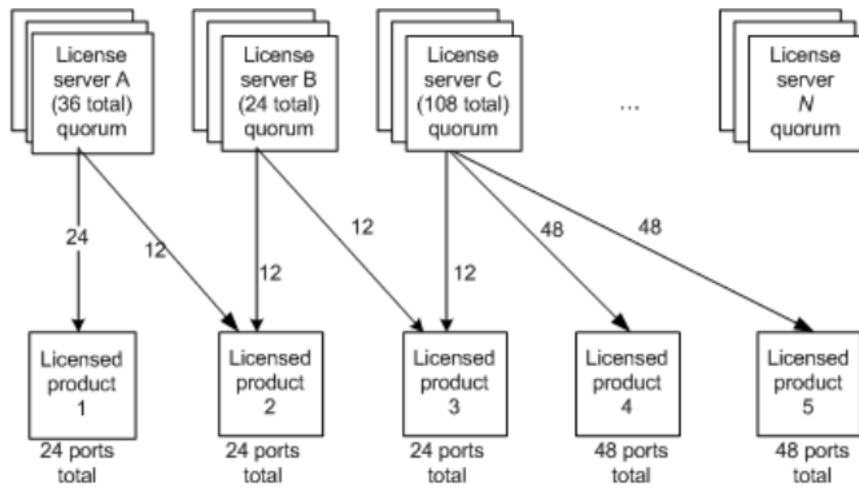 License
server A
(36 total)
quorum
License
server B
(24 total)
quorum
License
server C
(108 total)
quorum
...
License
server
N
quorum
24
12
12
12
12
48
48
Licensed
product
1
Licensed
product
2
Licensed
product
3
Licensed
product
4
Licensed
product
5
24 ports
total
24 ports
total
24 ports
total
48 ports
total
48 ports
total